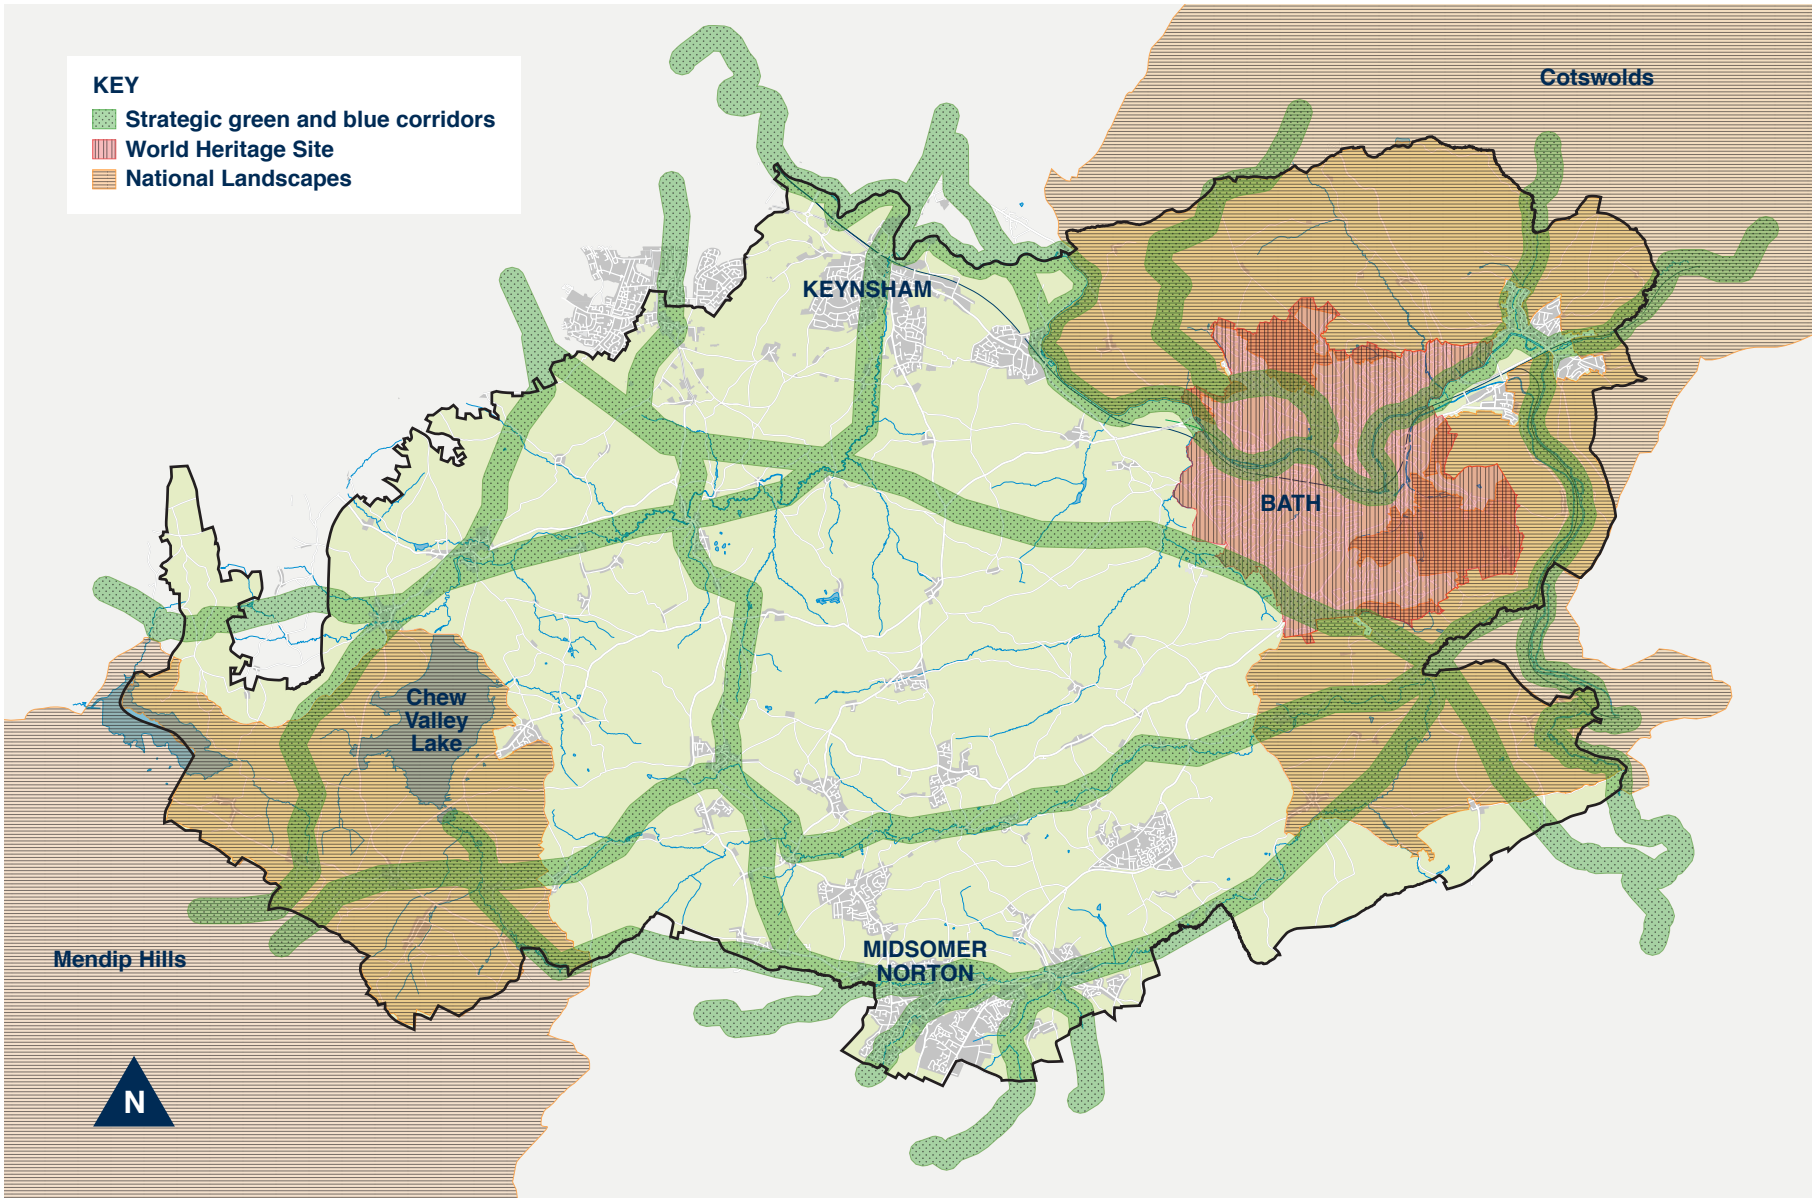 KEY
Strategic green and blue corridors
World Heritage Site
National Landscapes
Cotswolds
KEYNSHAM
BATH
Chew
Valley
Lake
Mendip Hills
MIDSOMER
NORTON
N